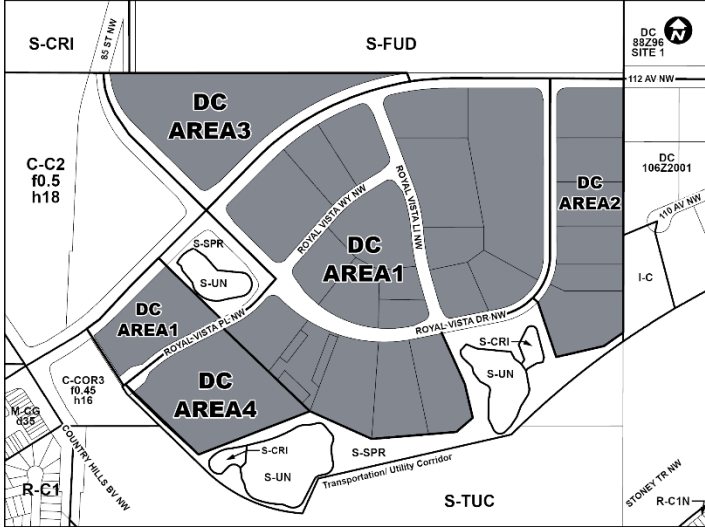 S-CRI
85 ST NW
S-FUD
DC
88Z96
SITE 1
N
112 AV NW
DC
AREA3
C-C2
f0.5
h18
DC
106Z2001
DC
AREA2
110 AV NW
ROYAL VISTA WY NW
ROYAL VISTA LI NW
S-SPR
S-UN
DC
AREA1
I-C
DC
AREA1
ROYAL VISTA PL NW
ROYAL VISTA DR NW
S-CRI
S-UN
C-COR3
f0.45
h16
DC
AREA4
M-CG
d35
COUNTRY HILLS BV NW
S-CRI
S-UN
S-SPR
Transportation/ Utility Corridor
R-C1
S-TUC
STONEY TR NW
R-C1N